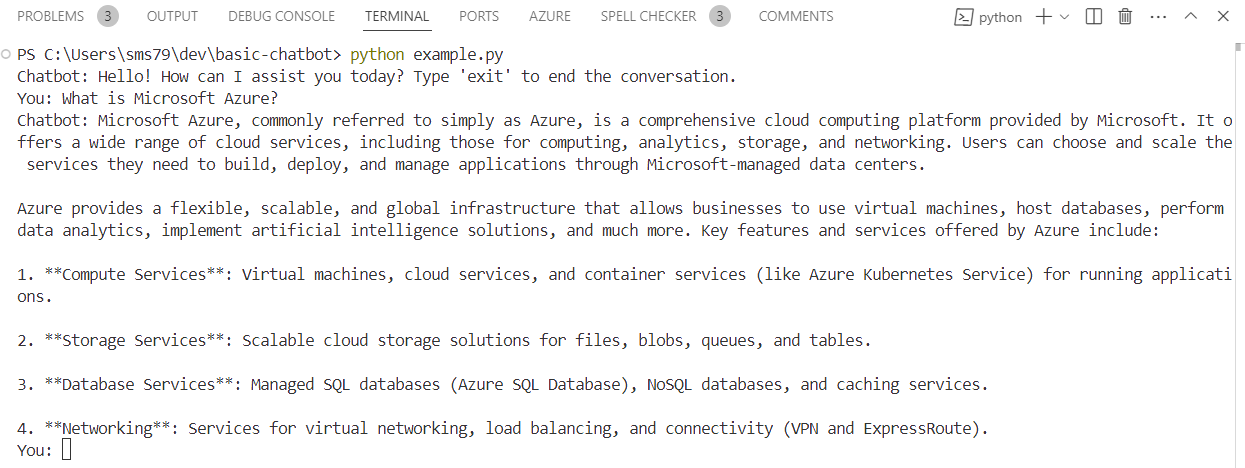 PROBLEMS 3 OUTPUT DEBUG CONSOLE TERMINAL PORTS AZURE SPELL CHECKER 3 COMMENTS python
PS C:\Users\sms79\dev\basic-chatbot> python example.py
Chatbot: Hello! How can I assist you today? Type 'exit' to end the conversation.
You: What is Microsoft Azure?
Chatbot: Microsoft Azure, commonly referred to simply as Azure, is a comprehensive cloud computing platform provided by Microsoft. It o
ffers a wide range of cloud services, including those for computing, analytics, storage, and networking. Users can choose and scale the
services they need to build, deploy, and manage applications through Microsoft-managed data centers.
Azure provides a flexible, scalable, and global infrastructure that allows businesses to use virtual machines, host databases, perform
data analytics, implement artificial intelligence solutions, and much more. Key features and services offered by Azure include:
1. **Compute Services**: Virtual machines, cloud services, and container services (like Azure Kubernetes Service) for running applicati
ons.
2. **Storage Services**: Scalable cloud storage solutions for files, blobs, queues, and tables.
3. **Database Services**: Managed SQL databases (Azure SQL Database), NoSQL databases, and caching services.
4. **Networking**: Services for virtual networking, load balancing, and connectivity (VPN and ExpressRoute).
You: